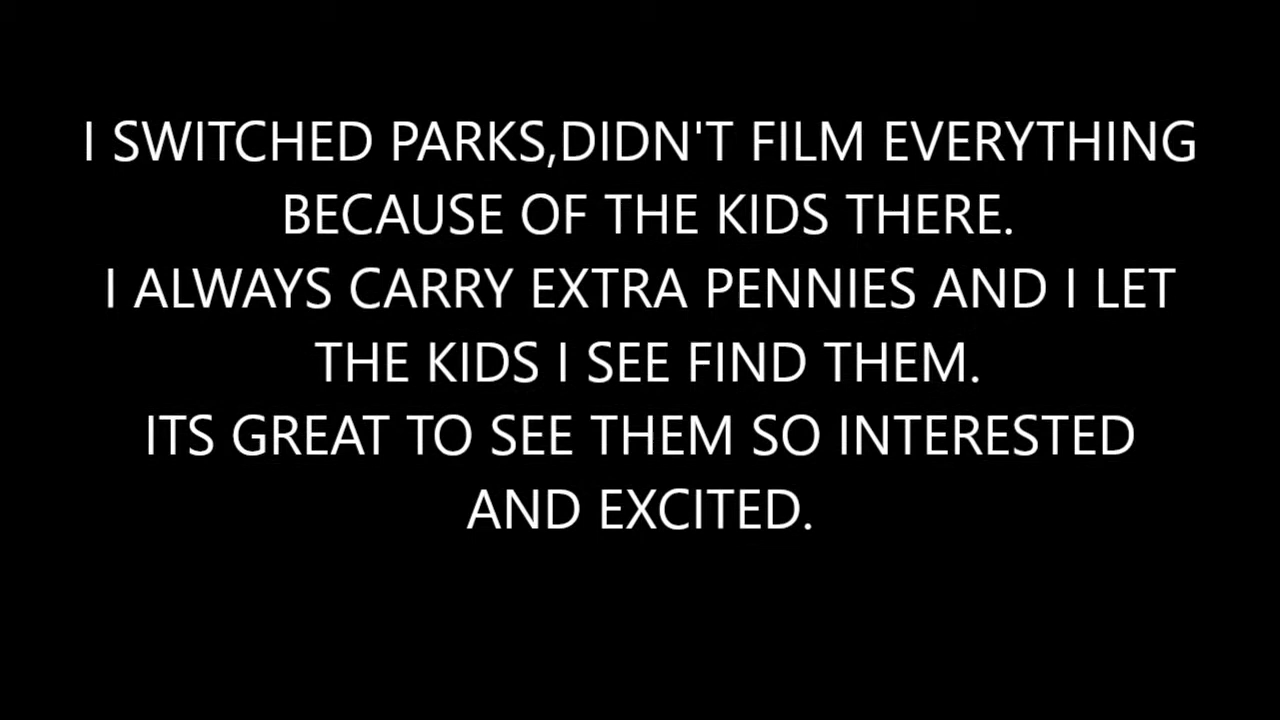 I SWITCHED PARKS,DIDN'T FILM EVERYTHING
BECAUSE OF THE KIDS THERE.
I ALWAYS CARRY EXTRA PENNIES AND I LET
THE KIDS I SEE FIND THEM.
ITS GREAT TO SEE THEM SO INTERESTED
AND EXCITED.